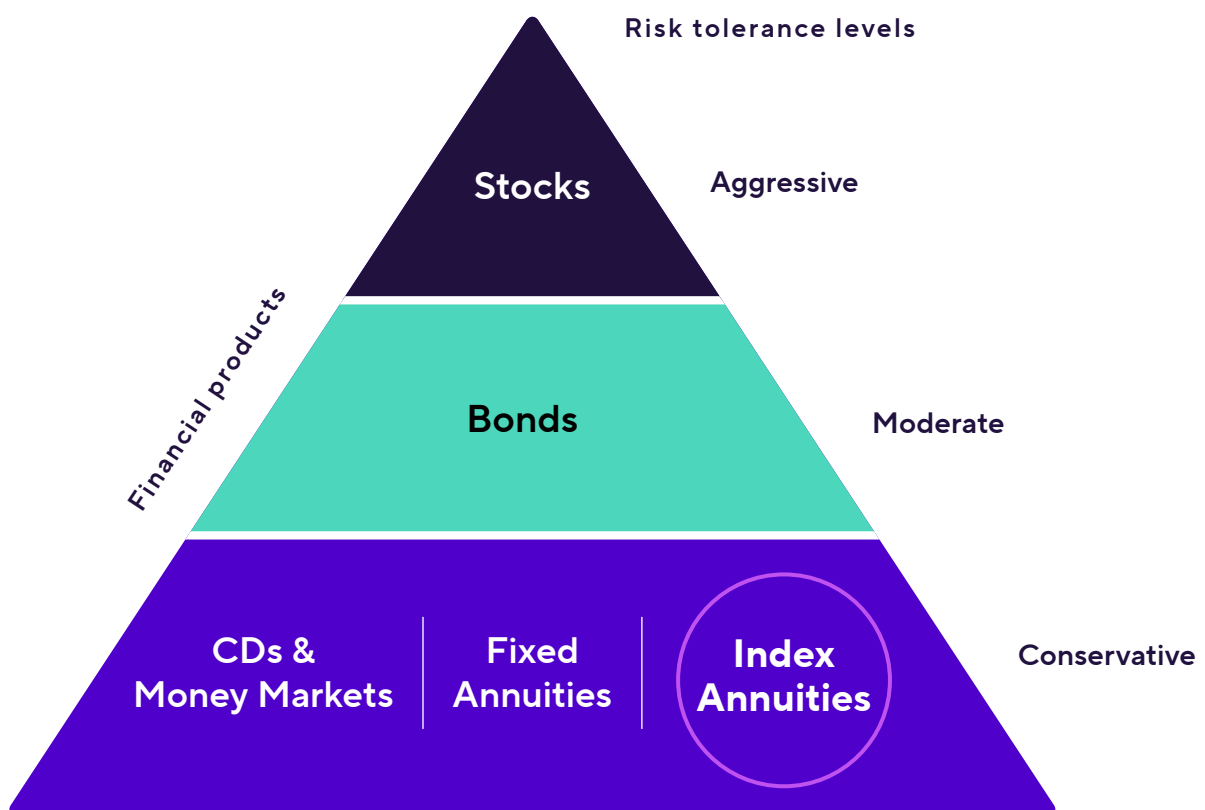 Risk tolerance levels
Stocks
Aggressive
Financial products
Bonds
Moderate
CDs &
Money Markets
Fixed
Annuities
Index
Annuities
Conservative